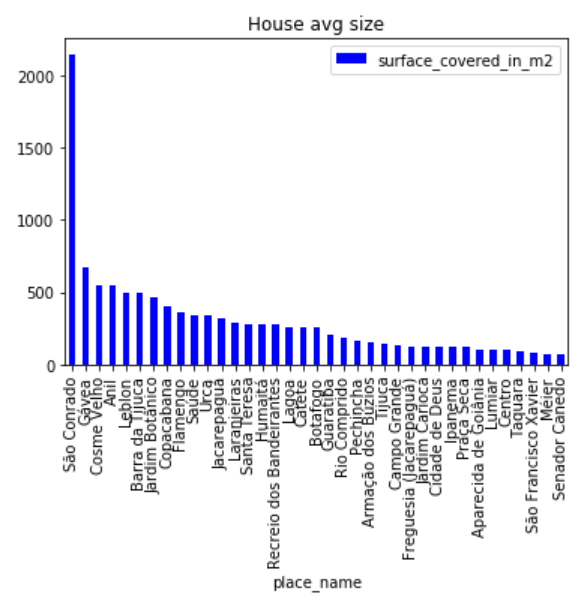 House avg size
surface_covered_in_m2
2000
1500
1000
500
0
São Conrado
Gávea
Cosme Velho
Anil
Leblon
Barra da Tijuca
Jardim Botânico
Copacabana
Flamengo
Saúde
Urca
Jacarepaguá
Laranjeiras
Santa Teresa
Humaitá
Recreio dos Bandeirantes
Lagoa
Catete
Botafogo
Guaratiba
Rio Comprido
Pechincha
Armação dos Búzios
Tijuca
Campo Grande
Freguesia (Jacarepaguá)
Jardim Carioca
Cidade de Deus
Ipanema
Praça Seca
Aparecida de Goiânia
Lumiar
Centro
Taquara
São Francisco Xavier
Méier
Senador Canedo
place_name